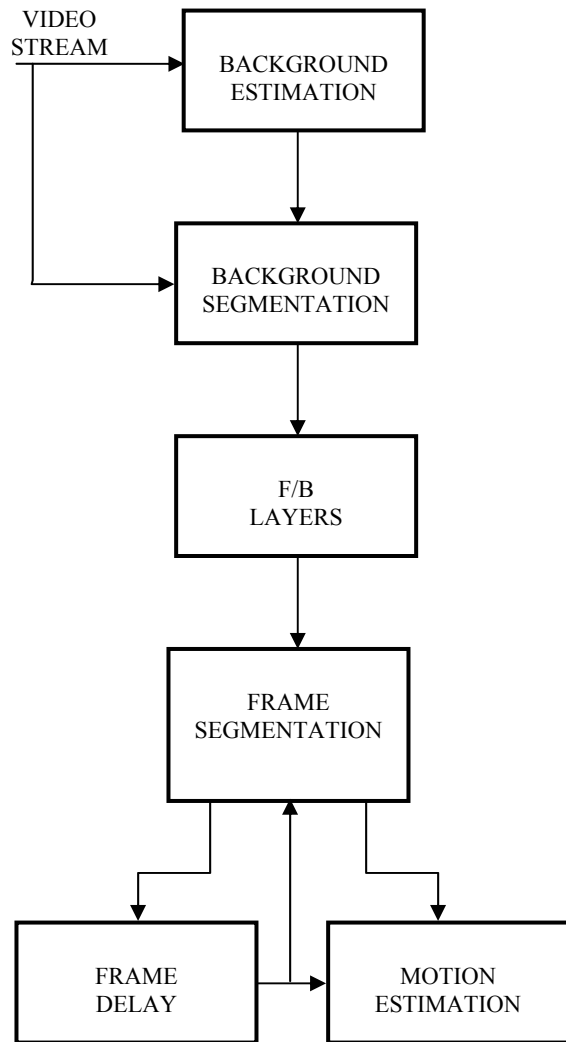 VIDEO
STREAM
BACKGROUND
ESTIMATION
BACKGROUND
SEGMENTATION
F/B
LAYERS
FRAME
SEGMENTATION
FRAME
DELAY
MOTION
ESTIMATION